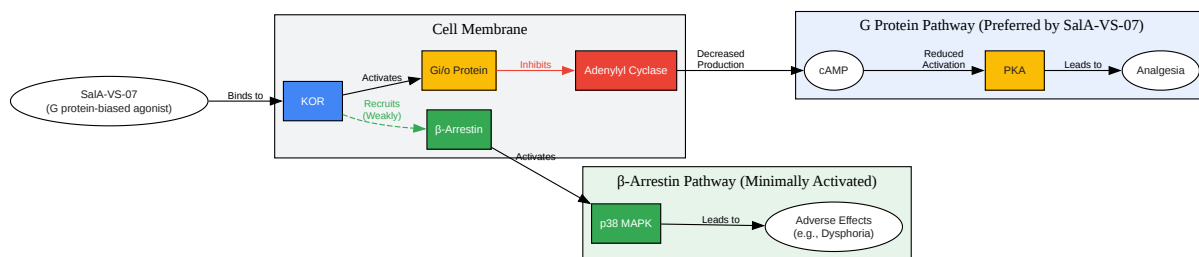 Cell Membrane
G Protein Pathway (Preferred by SalA-VS-07)
SalA-VS-07
(G protein-biased agonist)
Binds to
KOR
Activates
Gi/o Protein
Inhibits
Adenylyl Cyclase
Decreased
Production
cAMP
Reduced
Activation
PKA
Leads to
Analgesia
Recruits
(Weakly)
β-Arrestin
Activates
β-Arrestin Pathway (Minimally Activated)
p38 MAPK
Leads to
Adverse Effects
(e.g., Dysphoria)